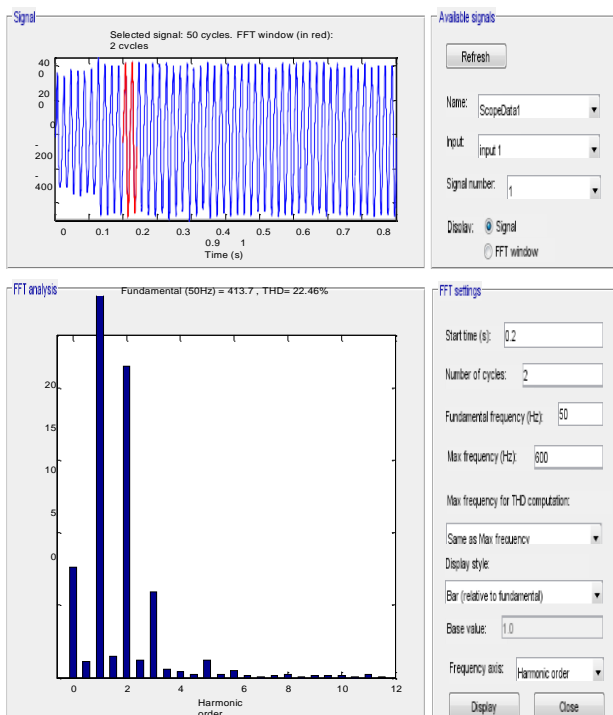 Signal
Selected signal: 50 cycles. FFT window (in red):
2 cycles
40
0
20
0
0
-
200
-
400
0 0.1 0.2 0.3 0.4 0.5 0.6 0.7 0.8
0.9 1
Time (s)
Available signals
Refresh
Name: ScopeData1
Input: input 1
Signal number: 1
Display: Signal
FFT window
FFT analysis
Fundamental (50Hz) = 413.7 , THD= 22.46%
20
15
10
5
0
0 2 4 6 8 10 12
Harmonic
order
FFT settings
Start time (s): 0.2
Number of cycles: 2
Fundamental frequency (Hz): 50
Max frequency (Hz): 600
Max frequency for THD computation:
Same as Max frequency
Display style:
Bar (relative to fundamental)
Base value: 1.0
Frequency axis: Harmonic order
Display Close